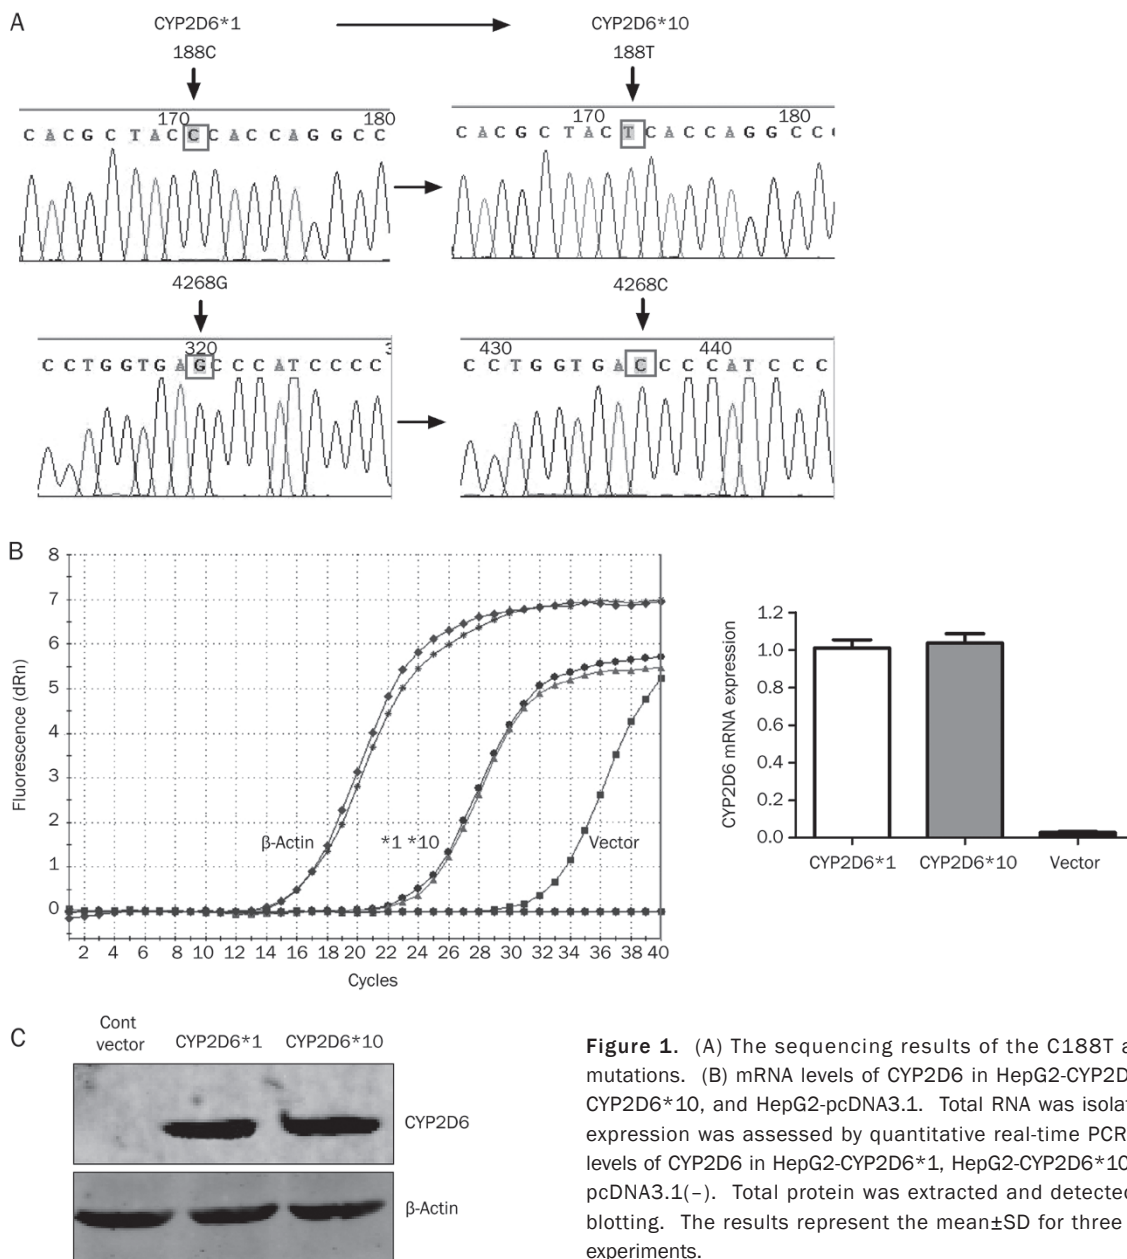 A
CYP2D6*1
CYP2D6*10
188C
188T
170 180
C A C G C T A C C C A C C A G G C C
170 180
C A C G C T A C T C A C C A G G C C
4268G
4268C
320
C C T G G T G A G C C C A T C C C C
430 440
C C T G G T G A C C C C A T C C C
B
8
7
6
5
4
3
2
1
0
Fluorescence (dRn)
β-Actin
*1 *10
Vector
2 4 6 8 10 12 14 16 18 20 22 24 26 28 30 32 34 36 38 40
Cycles
CYP2D6 mRNA expression
1.2
1.0
0.8
0.6
0.4
0.2
0.0
CYP2D6*1 CYP2D6*10 Vector
C
Cont
vector CYP2D6*1 CYP2D6*10
CYP2D6
β-Actin
Figure 1. (A) The sequencing results of the C188T a
mutations. (B) mRNA levels of CYP2D6 in HepG2-CYP2D
CYP2D6*10, and HepG2-pcDNA3.1. Total RNA was isolat
expression was assessed by quantitative real-time PCR
levels of CYP2D6 in HepG2-CYP2D6*1, HepG2-CYP2D6*10
pcDNA3.1(–). Total protein was extracted and detected
blotting. The results represent the mean±SD for three
experiments.